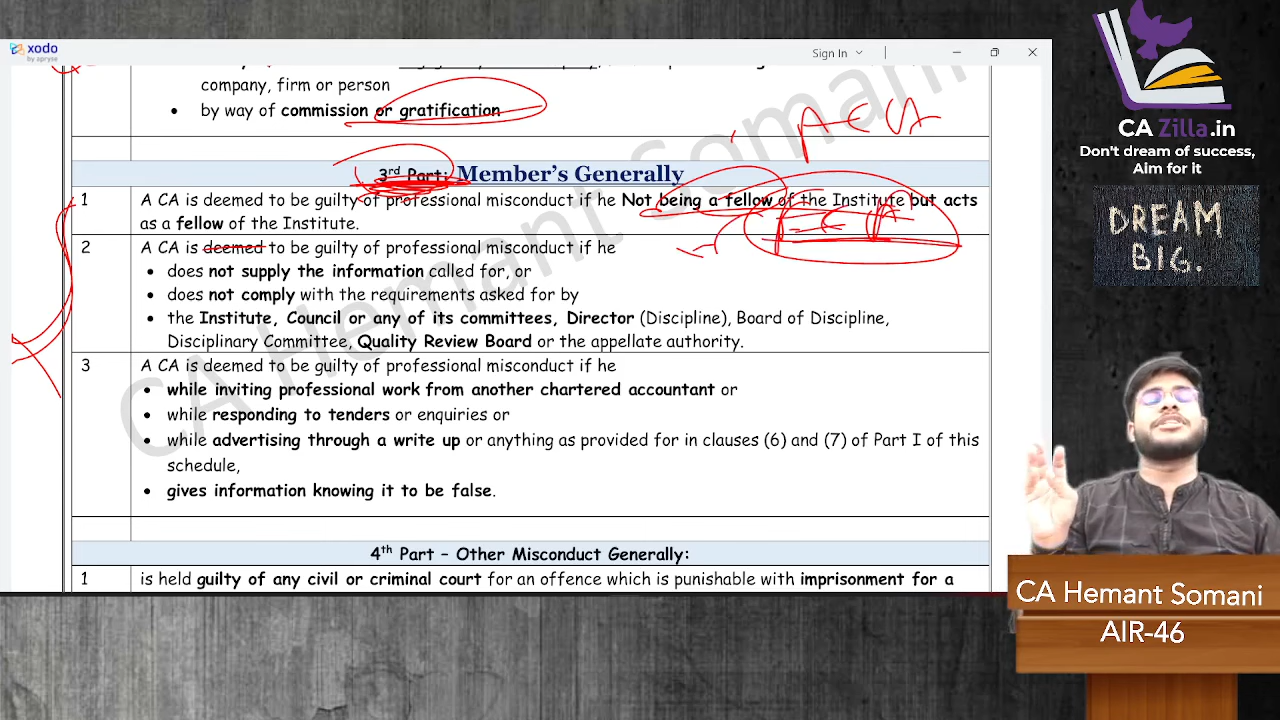 xodo
by apryse
Sign In
company, firm or person
• by way of commission or gratification
3rd Part: Member's Generally
1 A CA is deemed to be guilty of professional misconduct if he Not being a fellow of the Institute but acts
as a fellow of the Institute.
2 A CA is deemed to be guilty of professional misconduct if he
• does not supply the information called for, or
• does not comply with the requirements asked for by
• the Institute, Council or any of its committees, Director (Discipline), Board of Discipline,
Disciplinary Committee, Quality Review Board or the appellate authority.
3 A CA is deemed to be guilty of professional misconduct if he
• while inviting professional work from another chartered accountant or
• while responding to tenders or enquiries or
• while advertising through a write up or anything as provided for in clauses (6) and (7) of Part I of this
schedule,
• gives information knowing it to be false.
4th Part – Other Misconduct Generally:
1 is held guilty of any civil or criminal court for an offence which is punishable with imprisonment for a
CA Hemant Somani
ACA
FCA
CA Zilla.in
Don't dream of success,
Aim for it
DREAM
BIG.
CA Hemant Somani
AIR-46